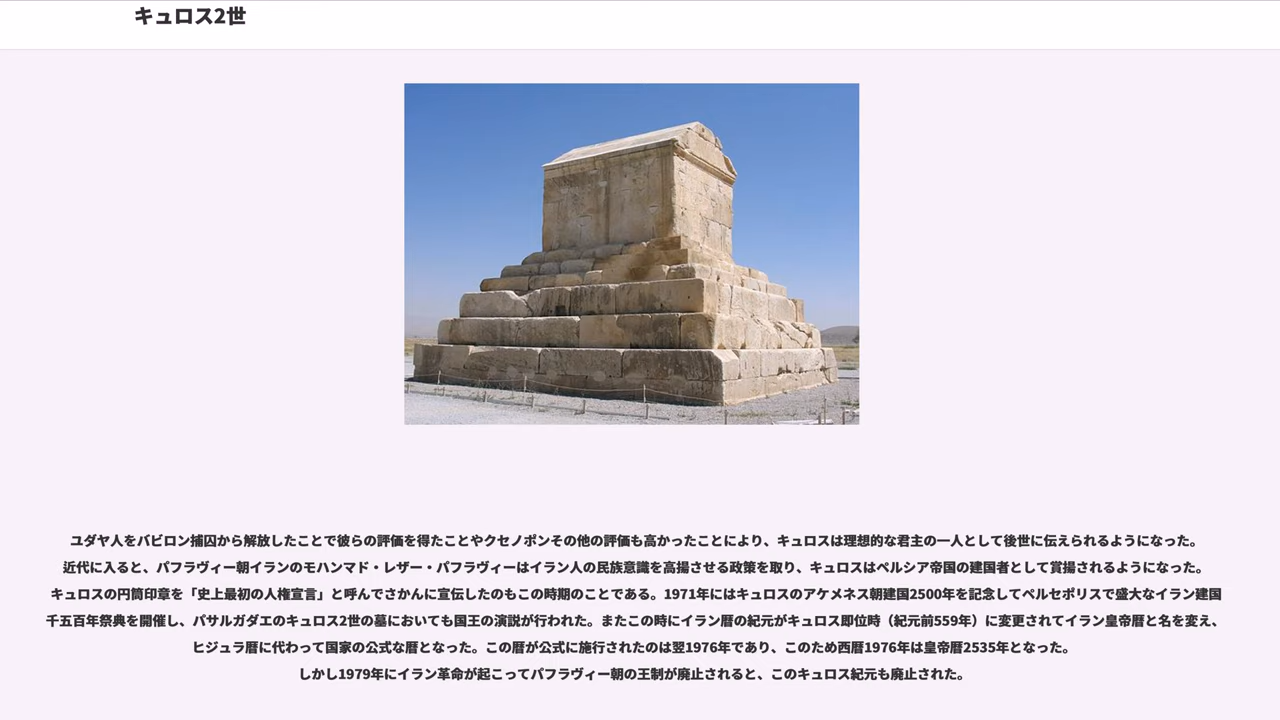 キュロス2世
ユダヤ人をバビロン捕囚から解放したことで彼らの評価を得たことやクセノポンその他の評価も高かったことにより、キュロスは理想的な君主の一人として後世に伝えられるようになった。
近代に入ると、パフラヴィー朝イランのモハンマド・レザー・パフラヴィーはイラン人の民族意識を高揚させる政策を取り、キュロスはペルシア帝国の建国者として賞揚されるようになった。
キュロスの円筒印章を「史上最初の人権宣言」と呼んでさかんに宣伝したのもこの時期のことである。1971年にはキュロスのアケメネス朝建国2500年を記念してペルセポリスで盛大なイラン建国
千五百年祭典を開催し、パサルガダエのキュロス2世の墓においても国王の演説が行われた。またこの時にイラン暦の紀元がキュロス即位時（紀元前559年）に変更されてイラン皇帝暦と名を変え、
ヒジュラ暦に代わって国家の公式な暦となった。この暦が公式に施行されたのは翌1976年であり、このため西暦1976年は皇帝暦2535年となった。
しかし1979年にイラン革命が起こってパフラヴィー朝の王制が廃止されると、このキュロス紀元も廃止された。